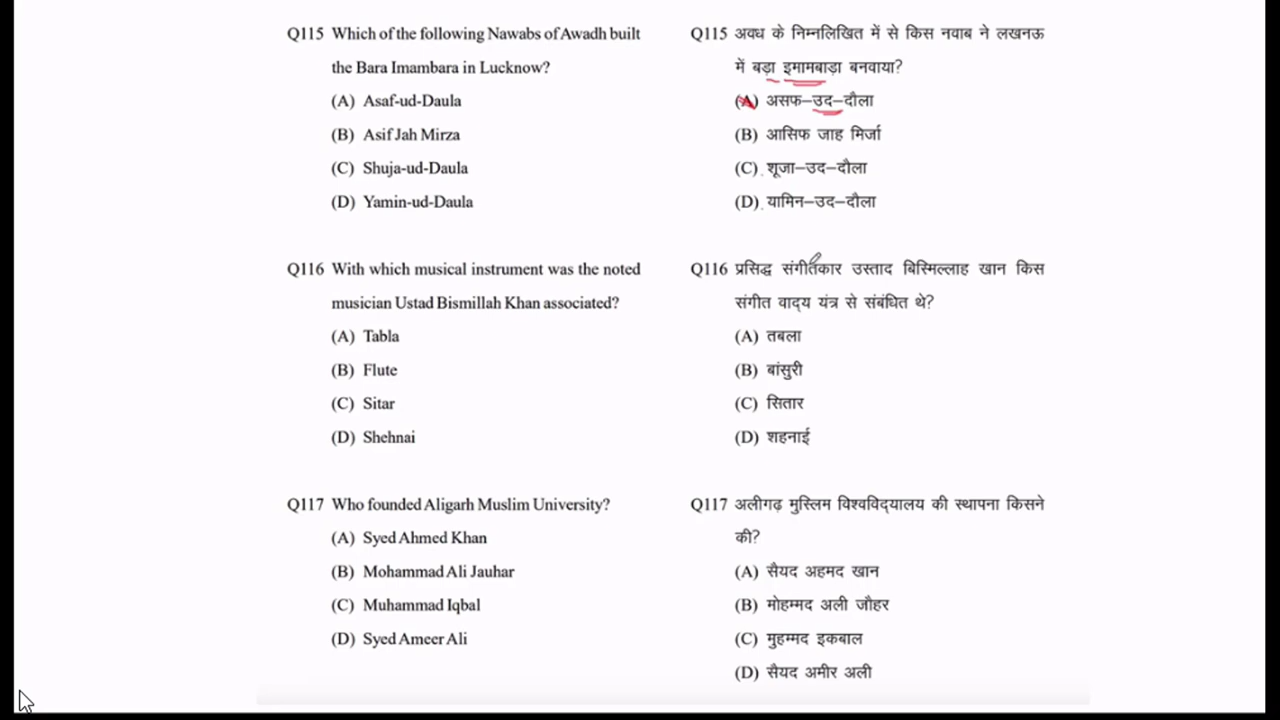 Q115 Which of the following Nawabs of Awadh built
the Bara Imambara in Lucknow?
(A) Asaf-ud-Daula
(B) Asif Jah Mirza
(C) Shuja-ud-Daula
(D) Yamin-ud-Daula
Q116 With which musical instrument was the noted
musician Ustad Bismillah Khan associated?
(A) Tabla
(B) Flute
(C) Sitar
(D) Shehnai
Q117 Who founded Aligarh Muslim University?
(A) Syed Ahmed Khan
(B) Mohammad Ali Jauhar
(C) Muhammad Iqbal
(D) Syed Ameer Ali
Q115 अवध के निम्नलिखित में से किस नवाब ने लखनऊ
में बड़ा इमामबाड़ा बनवाया?
(A) असफ–उद–दौला
(B) आसिफ जाह मिर्जा
(C) शूजा–उद–दौला
(D) यामिन–उद–दौला
Q116 प्रसिद्ध संगीतकार उस्ताद बिस्मिल्लाह खान किस
संगीत वाद्य यंत्र से संबंधित थे?
(A) तबला
(B) बांसुरी
(C) सितार
(D) शहनाई
Q117 अलीगढ़ मुस्लिम विश्वविद्यालय की स्थापना किसने
की?
(A) सैयद अहमद खान
(B) मोहम्मद अली जौहर
(C) मुहम्मद इकबाल
(D) सैयद अमीर अली